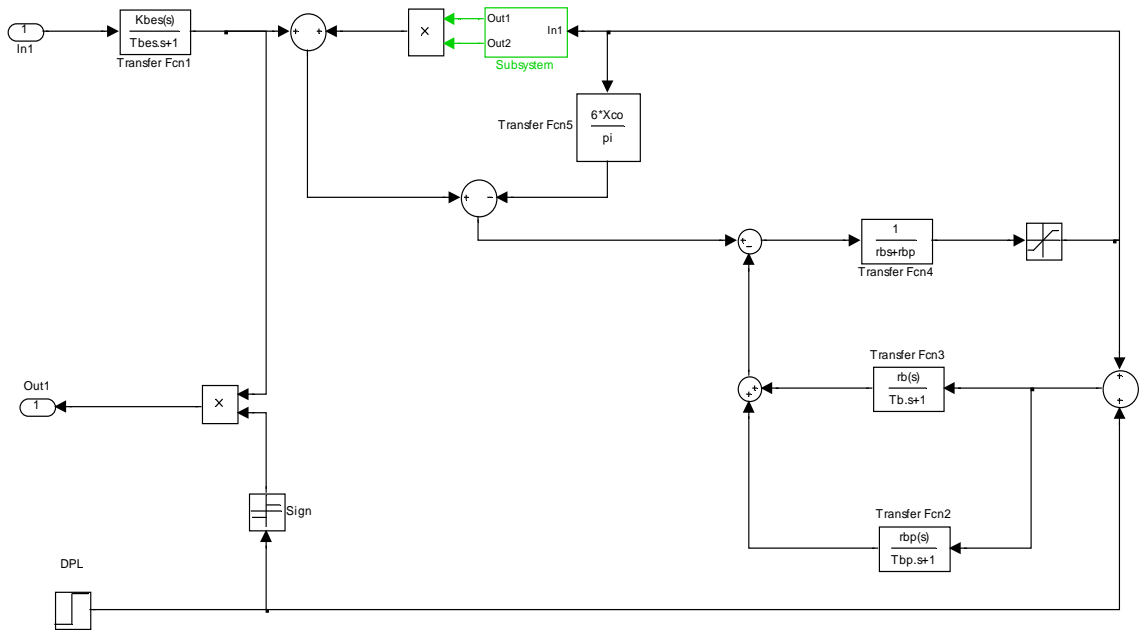 1
In1
Kbes(s)
Tbes.s+1
Transfer Fcn1
+
+
×
Out1
Out2
In1
Subsystem
Transfer Fcn5
6*Xco
pi
+
−
+
−
1
rbs+rbp
Transfer Fcn4
Out1
1
×
Transfer Fcn3
rb(s)
Tb.s+1
+
+
+
+
Sign
Transfer Fcn2
rbp(s)
Tbp.s+1
DPL